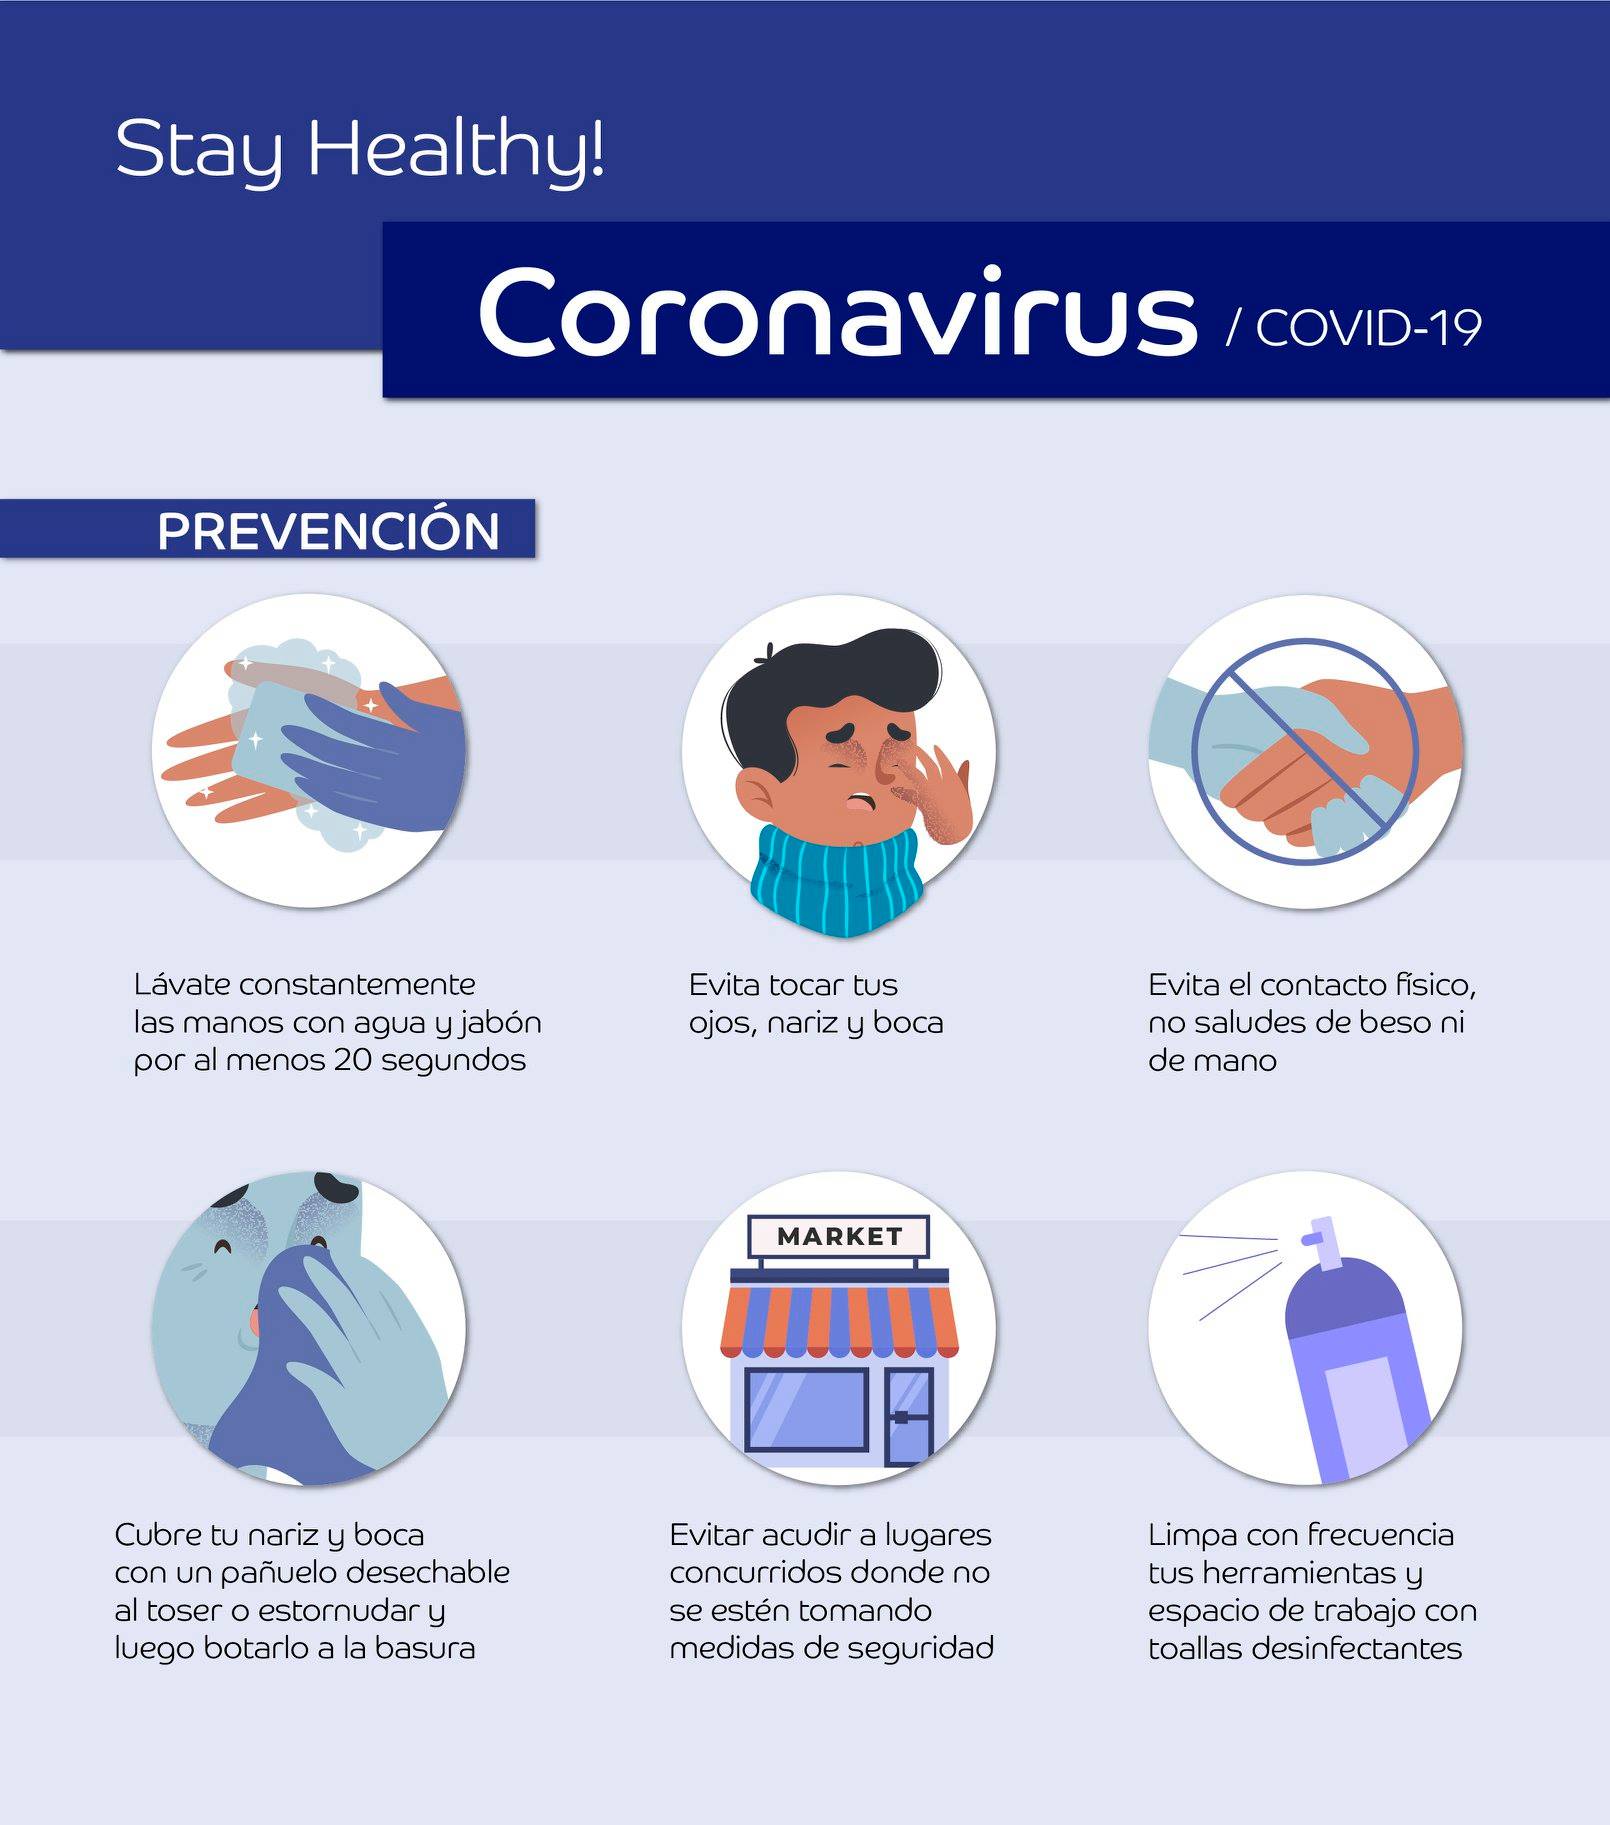 Stay Healthy!
Coronavirus / COVID-19
PREVENCIÓN
Lávate constantemente
las manos con agua y jabón
por al menos 20 segundos
Evita tocar tus
ojos, nariz y boca
Evita el contacto físico,
no saludes de beso ni
de mano
Cubre tu nariz y boca
con un pañuelo desechable
al toser o estornudar y
luego botarlo a la basura
MARKET
Evitar acudir a lugares
concurridos donde no
se estén tomando
medidas de seguridad
Limpa con frecuencia
tus herramientas y
espacio de trabajo con
toallas desinfectantes